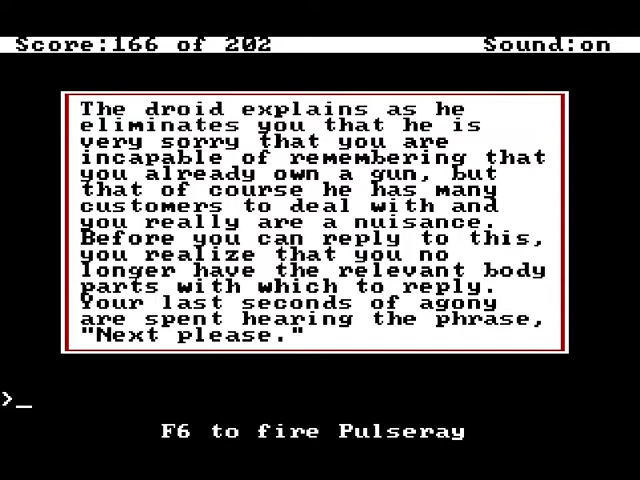 Score:166 of 202 Sound:on
The droid explains as he
eliminates you that he is
very sorry that you are
incapable of remembering that
you already own a gun, but
that of course he has many
customers to deal with and
you really are a nuisance.
Before you can reply to this,
you realize that you no
longer have the relevant body
parts with which to reply.
Your last seconds of agony
are spent hearing the phrase,
"Next please."
>_
F6 to fire Pulseray